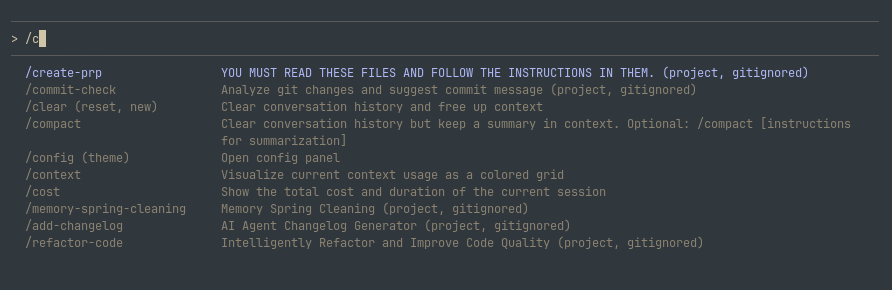 > /c
/create-prp YOU MUST READ THESE FILES AND FOLLOW THE INSTRUCTIONS IN THEM. (project, gitignored)
/commit-check Analyze git changes and suggest commit message (project, gitignored)
/clear (reset, new) Clear conversation history and free up context
/compact Clear conversation history but keep a summary in context. Optional: /compact [instructions
for summarization]
/config (theme) Open config panel
/context Visualize current context usage as a colored grid
/cost Show the total cost and duration of the current session
/memory-spring-cleaning Memory Spring Cleaning (project, gitignored)
/add-changelog AI Agent Changelog Generator (project, gitignored)
/refactor-code Intelligently Refactor and Improve Code Quality (project, gitignored)